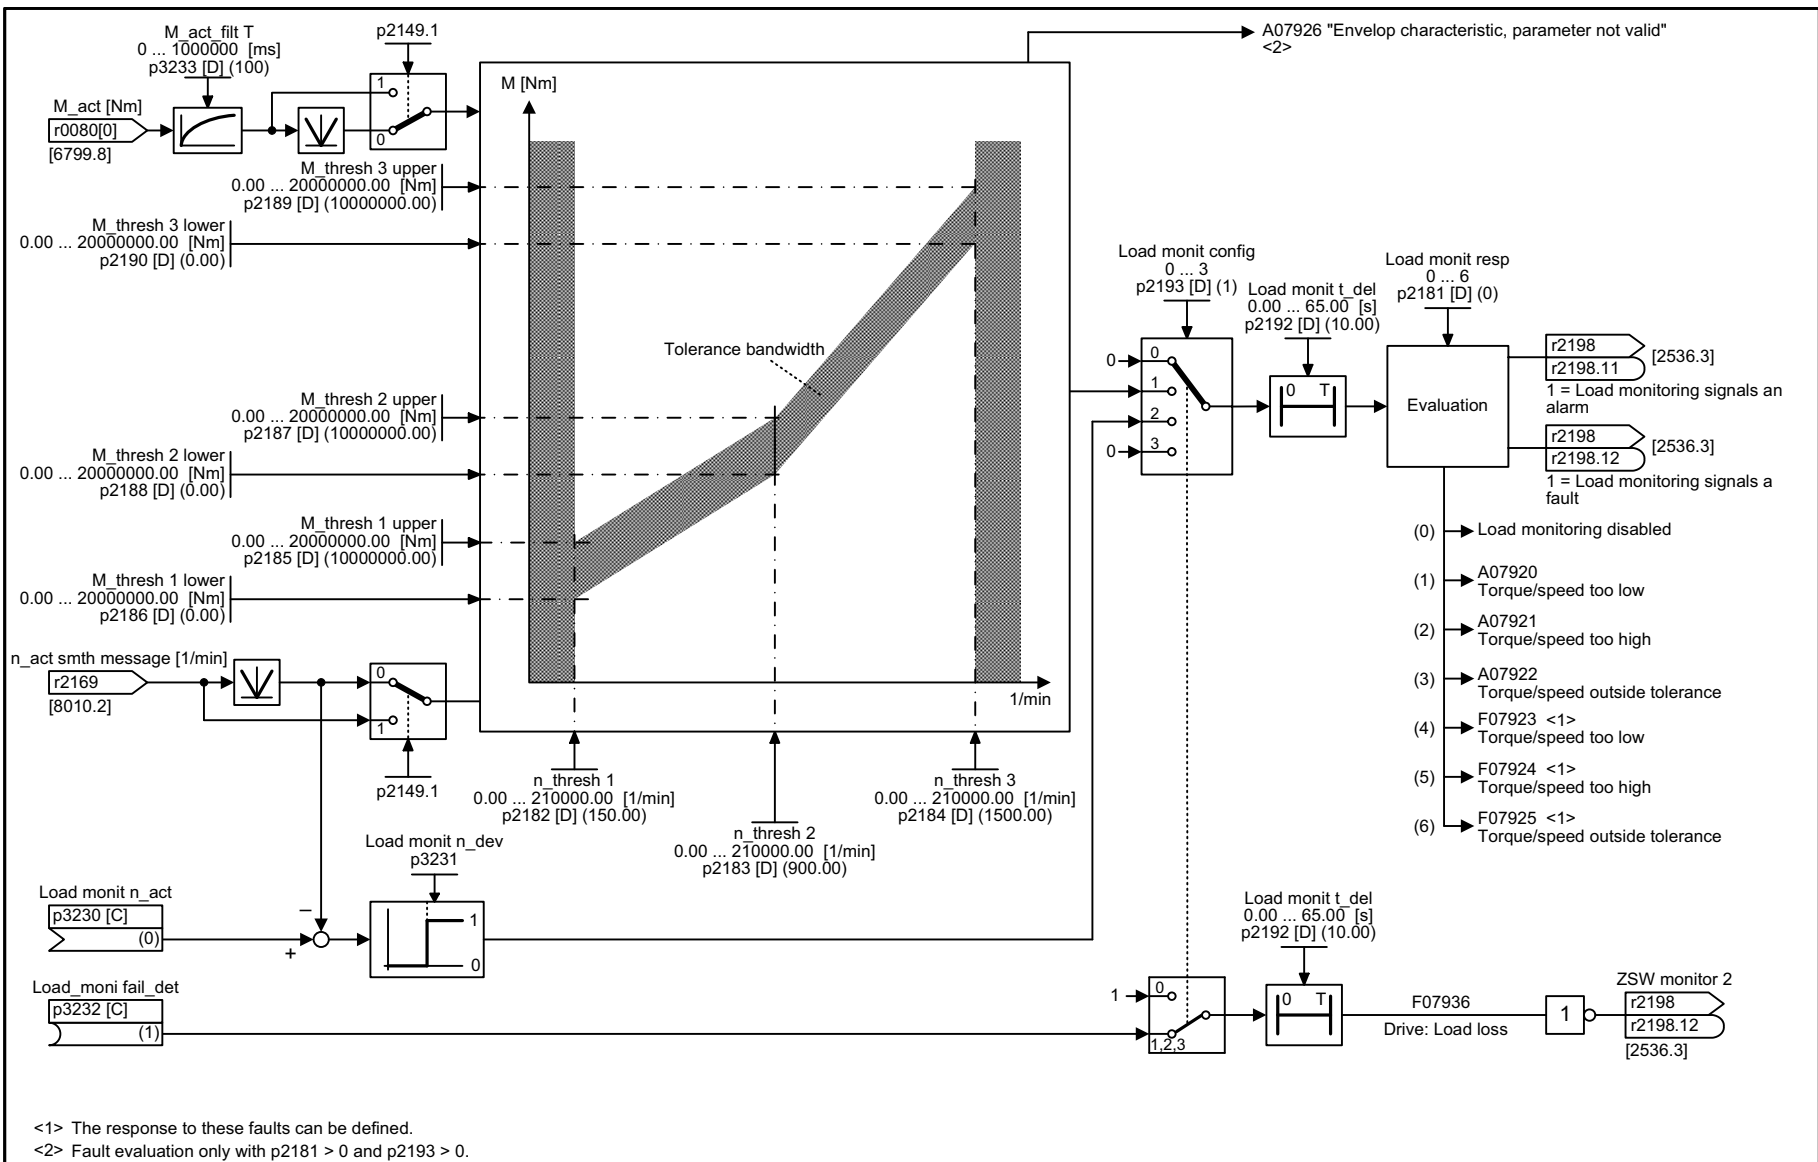 M_act_filt T
0 ... 1000000 [ms]
p3233 [D] (100)
p2149.1
A07926 "Envelop characteristic, parameter not valid"
<2>
M_act [Nm]
r0080[0]
[6799.8]
1
0
M [Nm]
M_thresh 3 upper
0.00 ... 20000000.00 [Nm]
p2189 [D] (10000000.00)
M_thresh 3 lower
0.00 ... 20000000.00 [Nm]
p2190 [D] (0.00)
Tolerance bandwidth
M_thresh 2 upper
0.00 ... 20000000.00 [Nm]
p2187 [D] (10000000.00)
M_thresh 2 lower
0.00 ... 20000000.00 [Nm]
p2188 [D] (0.00)
M_thresh 1 upper
0.00 ... 20000000.00 [Nm]
p2185 [D] (10000000.00)
M_thresh 1 lower
0.00 ... 20000000.00 [Nm]
p2186 [D] (0.00)
n_act smth message [1/min]
r2169
[8010.2]
0
1
p2149.1
1/min
n_thresh 1
0.00 ... 210000.00 [1/min]
p2182 [D] (150.00)
n_thresh 2
0.00 ... 210000.00 [1/min]
p2183 [D] (900.00)
n_thresh 3
0.00 ... 210000.00 [1/min]
p2184 [D] (1500.00)
Load monit config
0 ... 3
p2193 [D] (1)
0 0
1
2
0 3
Load monit t_del
0.00 ... 65.00 [s]
p2192 [D] (10.00)
0 T
Load monit resp
0 ... 6
p2181 [D] (0)
Evaluation
r2198
r2198.11
[2536.3]
1 = Load monitoring signals an
alarm
r2198
r2198.12
[2536.3]
1 = Load monitoring signals a
fault
(0) Load monitoring disabled
(1) A07920
Torque/speed too low
(2) A07921
Torque/speed too high
(3) A07922
Torque/speed outside tolerance
(4) F07923 <1>
Torque/speed too low
(5) F07924 <1>
Torque/speed too high
(6) F07925 <1>
Torque/speed outside tolerance
Load monit n_dev
p3231
1
0
Load monit n_act
p3230 [C]
(0)
–
+
Load_moni fail_det
p3232 [C]
(1)
1 0
1,2,3
Load monit t_del
0.00 ... 65.00 [s]
p2192 [D] (10.00)
0 T
F07936
Drive: Load loss
1
ZSW monitor 2
r2198
r2198.12
[2536.3]
<1> The response to these faults can be defined.
<2> Fault evaluation only with p2181 > 0 and p2193 > 0.